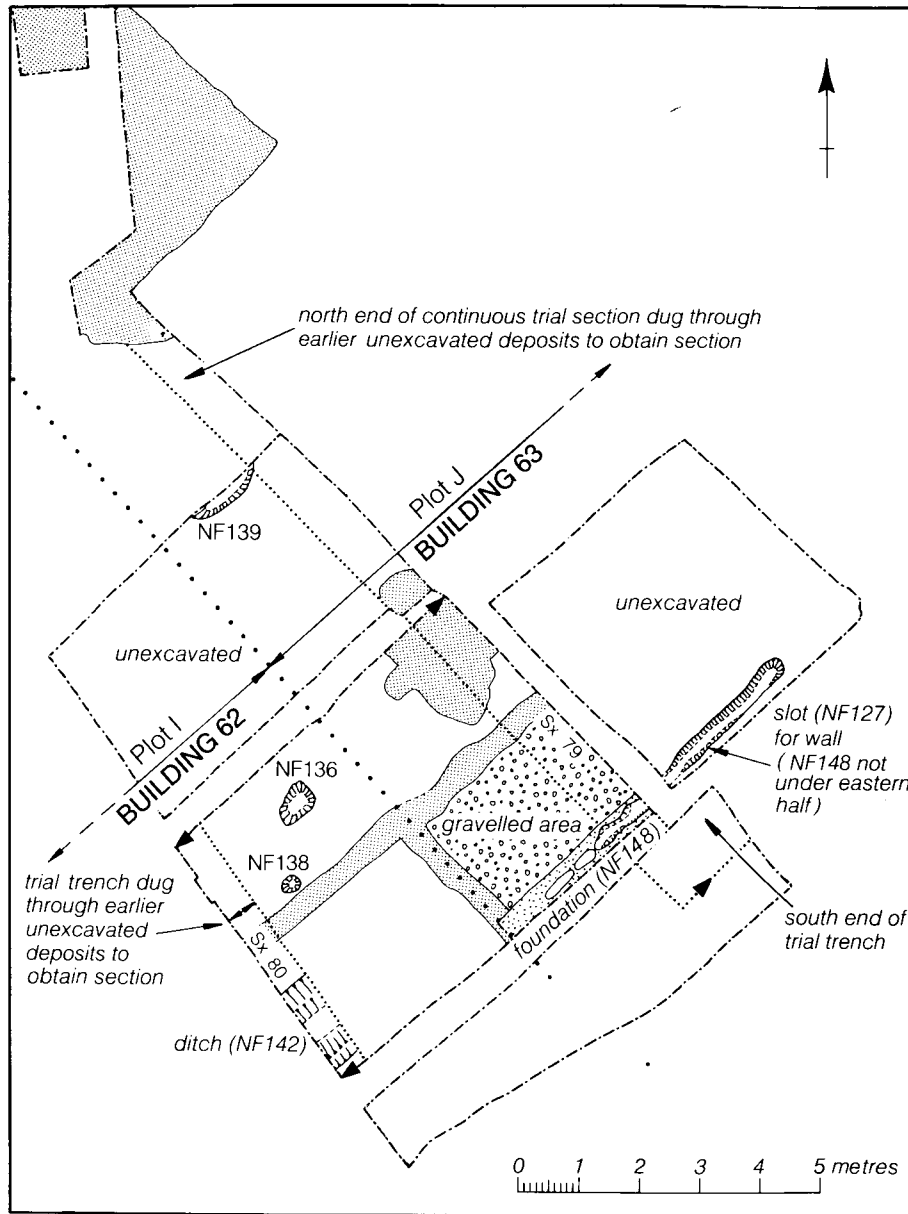 north end of continuous trial section dug through
earlier unexcavated deposits to obtain section
Plot J
BUILDING 63
NF139
unexcavated
unexcavated
Plot I
BUILDING 62
Sx 79
slot (NF127)
for wall
( NF148 not
under eastern
half )
NF136
gravelled area
NF138
foundation (NF148)
trial trench dug
through earlier
unexcavated
deposits to
obtain section
south end of
trial trench
Sx 80
ditch (NF142)
0 1 2 3 4 5 metres